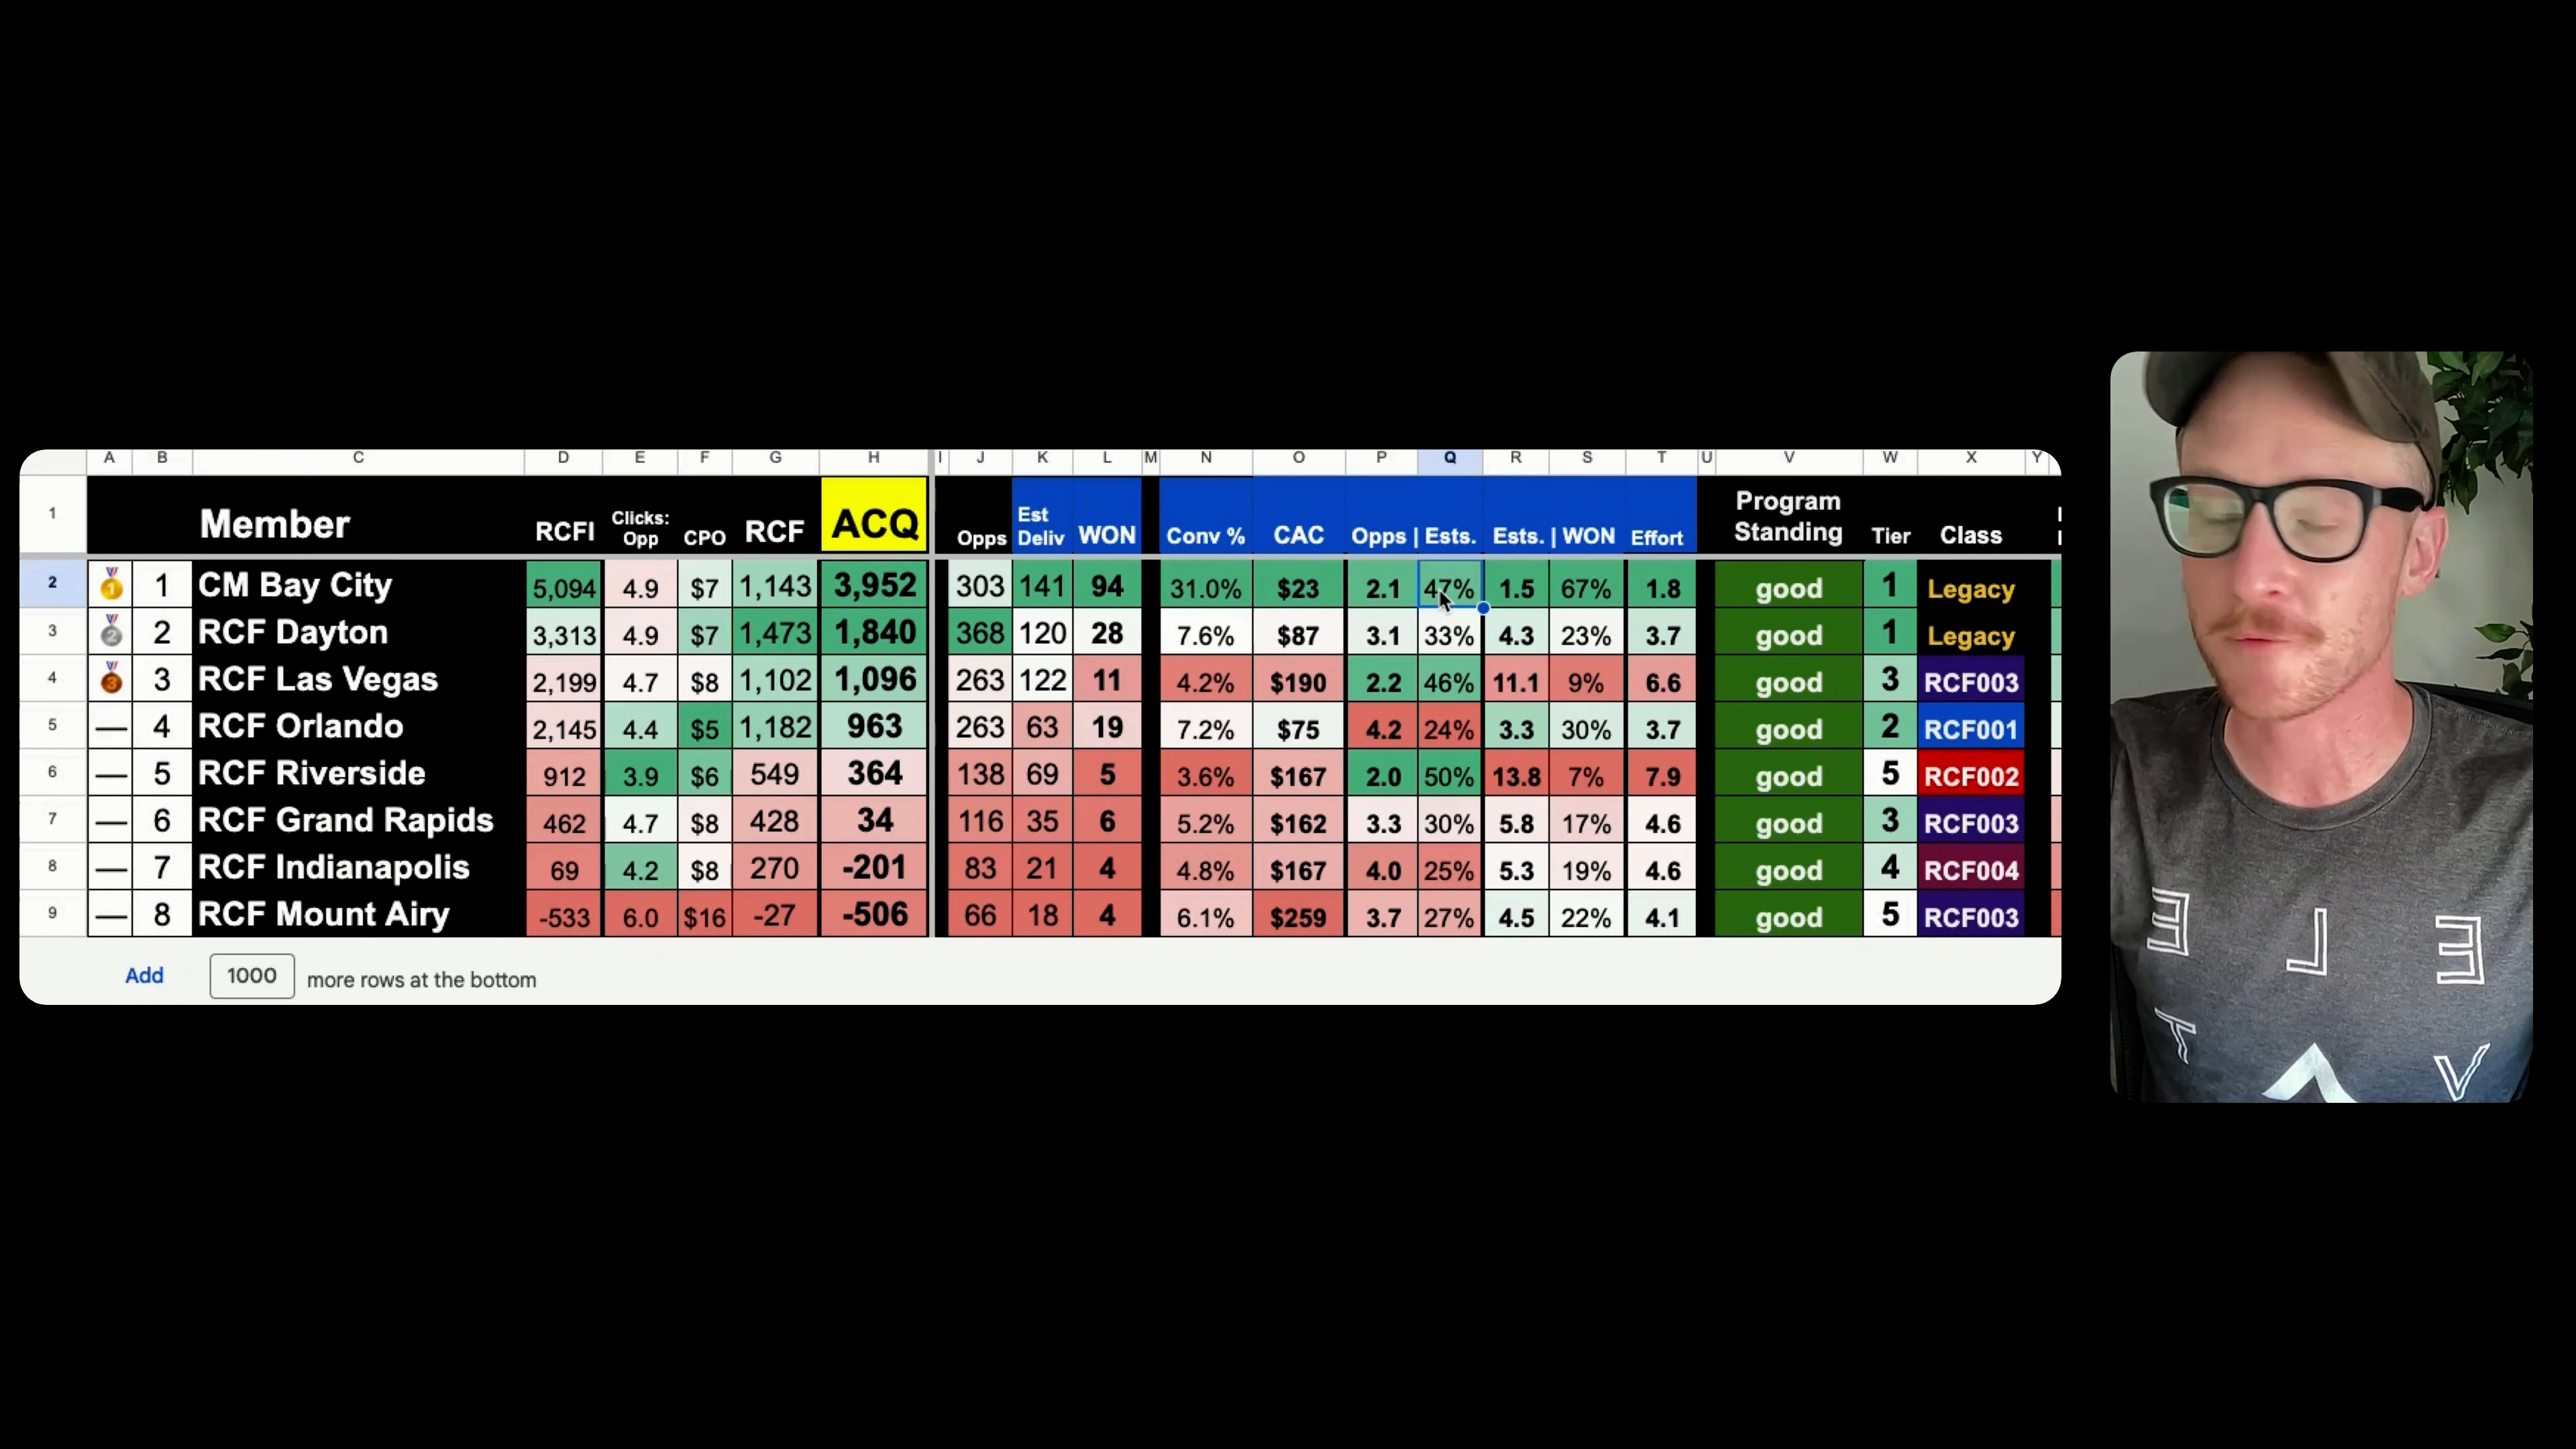 A B C D E F G H I J K L M N O P Q R S T U V W X Y
1 Member RCFI Clicks: Opp CPO RCF ACQ Opps Est Deliv WON Conv % CAC Opps | Ests. Ests. | WON Effort Program Standing Tier Class
2 1 1 CM Bay City 5,094 4.9 $7 1,143 3,952 303 141 94 31.0% $23 2.1 47% 1.5 67% 1.8 good 1 Legacy
3 2 2 RCF Dayton 3,313 4.9 $7 1,473 1,840 368 120 28 7.6% $87 3.1 33% 4.3 23% 3.7 good 1 Legacy
4 3 3 RCF Las Vegas 2,199 4.7 $8 1,102 1,096 263 122 11 4.2% $190 2.2 46% 11.1 9% 6.6 good 3 RCF003
5 — 4 RCF Orlando 2,145 4.4 $5 1,182 963 263 63 19 7.2% $75 4.2 24% 3.3 30% 3.7 good 2 RCF001
6 — 5 RCF Riverside 912 3.9 $6 549 364 138 69 5 3.6% $167 2.0 50% 13.8 7% 7.9 good 5 RCF002
7 — 6 RCF Grand Rapids 462 4.7 $8 428 34 116 35 6 5.2% $162 3.3 30% 5.8 17% 4.6 good 3 RCF003
8 — 7 RCF Indianapolis 69 4.2 $8 270 -201 83 21 4 4.8% $167 4.0 25% 5.3 19% 4.6 good 4 RCF004
9 — 8 RCF Mount Airy -533 6.0 $16 -27 -506 66 18 4 6.1% $259 3.7 27% 4.5 22% 4.1 good 5 RCF003
Add 1000 more rows at the bottom
E L E
V T